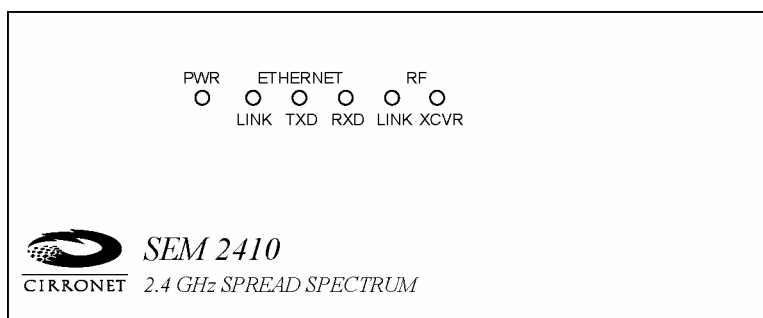 PWR ETHERNET RF
LINK TXD RXD LINK XCVR
SEM 2410
CIRRONET 2.4 GHz SPREAD SPECTRUM